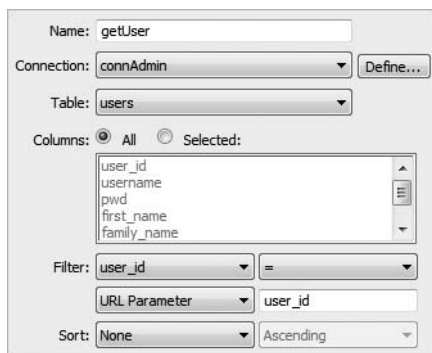 Name: getUser
Connection: connAdmin Define...
Table: users
Columns: All Selected:
user_id
username
pwd
first_name
family_name
Filter: user_id =
URL Parameter user_id
Sort: None Ascending